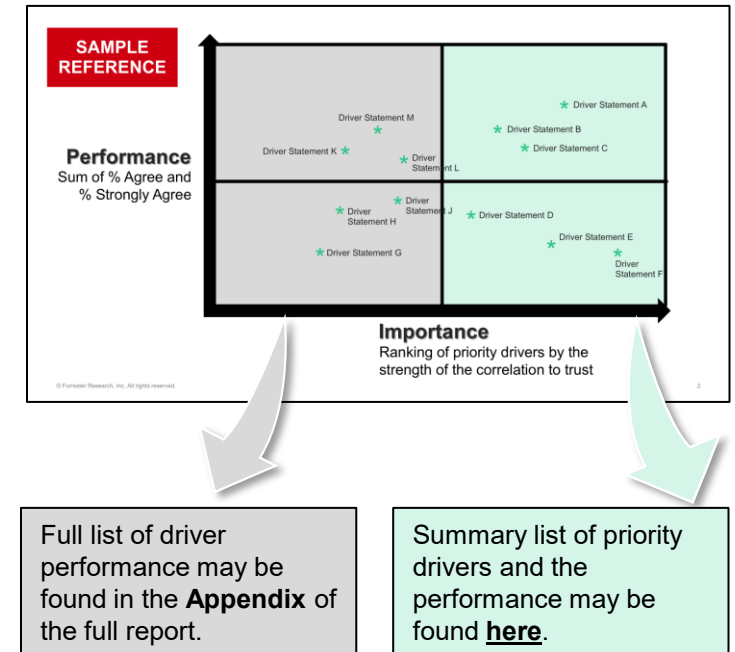 SAMPLE
REFERENCE
Performance
Sum of % Agree and
% Strongly Agree
Driver Statement M
Driver Statement K
Driver
Statement L
Driver Statement A
Driver Statement B
Driver Statement C
Driver
Statement H
Driver
Statement J
Driver Statement G
Driver Statement D
Driver Statement E
Driver
Statement F
Importance
Ranking of priority drivers by the
strength of the correlation to trust
© Forrester Research, Inc. All rights reserved.
2
Full list of driver
performance may be
found in the Appendix of
the full report.
Summary list of priority
drivers and the
performance may be
found here.